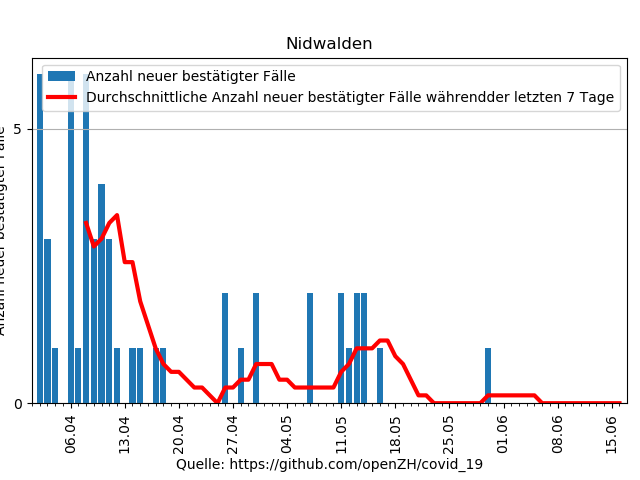 Nidwalden
Anzahl neuer bestätigter Fälle
Durchschnittliche Anzahl neuer bestätigter Fälle währendder letzten 7 Tage
Anzahl neuer bestätigter Fälle
5
0
06.04
13.04
20.04
27.04
04.05
11.05
18.05
25.05
01.06
08.06
15.06
Quelle: https://github.com/openZH/covid_19